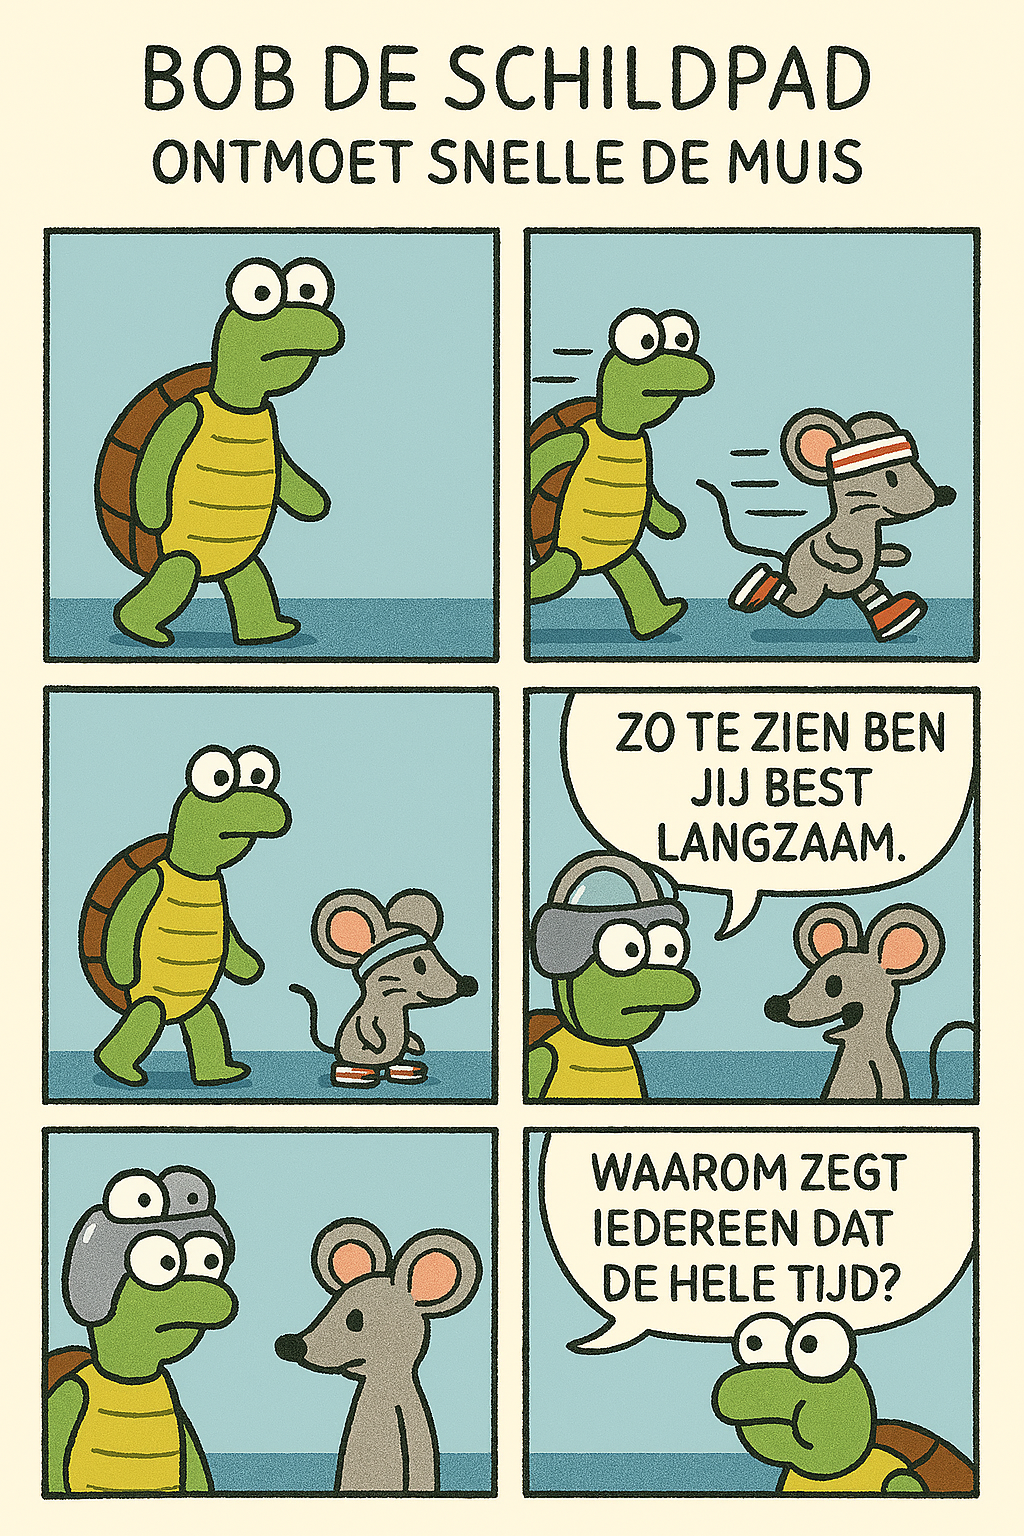 BOB DE SCHILDPAD
ONTMOET SNELLE DE MUIS
ZO TE ZIEN BEN
JIJ BEST
LANGZAAM.
WAAROM ZEGT
IEDEREEN DAT
DE HELE TIJD?